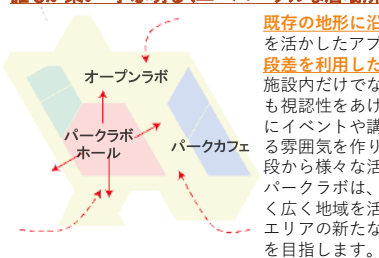 オープンラボ
パークラボ
ホール
パークカフェ
既存の地形に沿
を活かしたアプ
段差を利用した
施設内だけでな
も視認性をあけ
にイベントや講
る雰囲気を作り
段から様々な活
パークラボは、
く広く地域を活
エリアの新たな
を目指します。